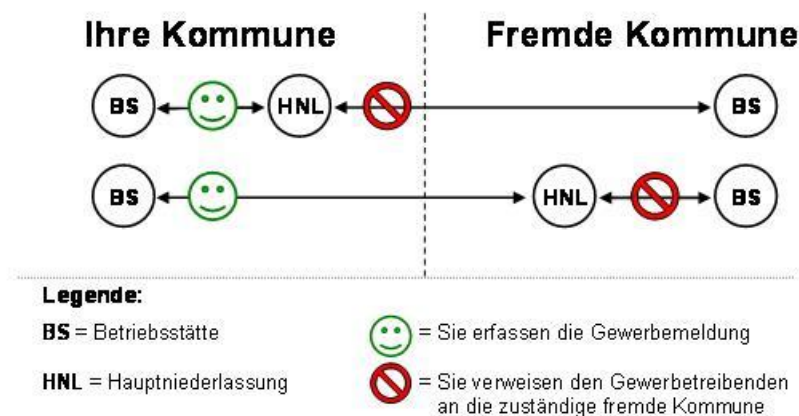 Ihre Kommune Fremde Kommune
BS HNL BS
BS HNL BS
Legende:
BS = Betriebsstätte
= Sie erfassen die Gewerbemeldung
HNL = Hauptniederlassung
= Sie verweisen den Gewerbetreibenden
an die zuständige fremde Kommune